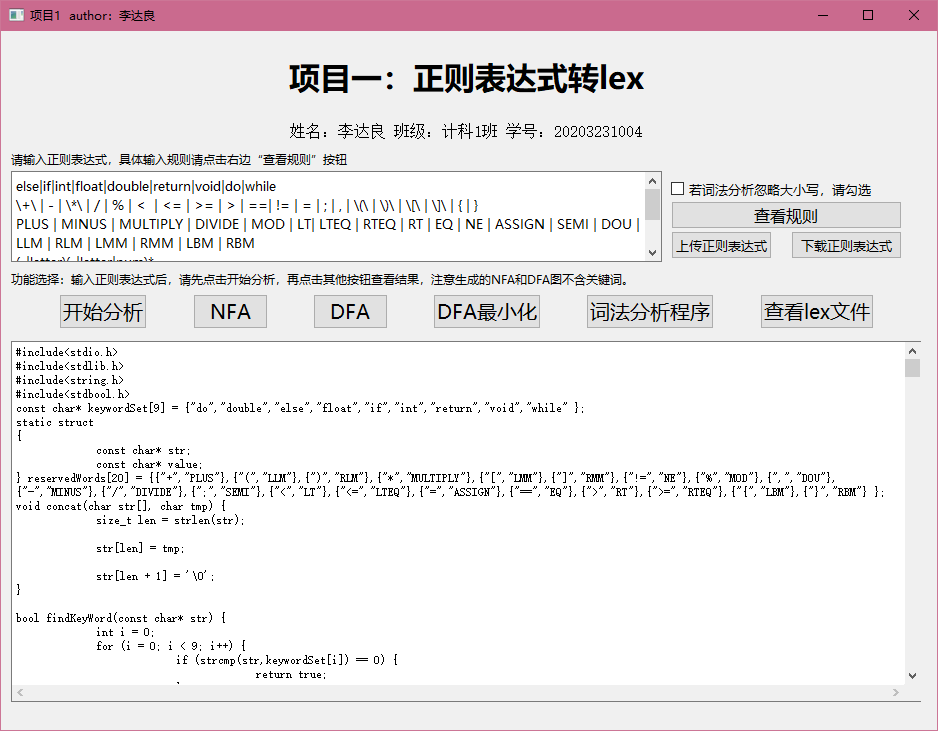 项目1 author：李达良
项目一：正则表达式转lex
姓名：李达良 班级：计科1班 学号：20203231004
请输入正则表达式，具体输入规则请点击右边“查看规则”按钮
else|if|int|float|double|return|void|do|while
\+\ | - | \*\ | / | % | < | <= | >= | > | ==| != | = | ; | , | \(\ | \)\ | \[\ | \]\ | { | }
PLUS | MINUS | MULTIPLY | DIVIDE | MOD | LT| LTEQ | RTEQ | RT | EQ | NE | ASSIGN | SEMI | DOU |
LLM | RLM | LMM | RMM | LBM | RBM
若词法分析忽略大小写，请勾选
查看规则
上传正则表达式
下载正则表达式
功能选择：输入正则表达式后，请先点击开始分析，再点击其他按钮查看结果，注意生成的NFA和DFA图不含关键词。
开始分析
NFA
DFA
DFA最小化
词法分析程序
查看lex文件
#include<stdio.h>
#include<stdlib.h>
#include<string.h>
#include<stdbool.h>
const char* keywordSet[9] = {"do","double","else","float","if","int","return","void","while" };
static struct
{
const char* str;
const char* value;
} reservedWords[20] = {{"+","PLUS"},{"(","LLM"},{")","RLM"},{"*","MULTIPLY"},{"[","LMM"},{"]","RMM"},{"!=","NE"},{"%","MOD"},{",","DOU"},
{"-","MINUS"},{"/","DIVIDE"},{";","SEMI"},{"<","LT"},{"<=","LTEQ"},{"=","ASSIGN"},{"==","EQ"},{">","RT"},{">=","RTEQ"},{"{","LBM"},{"}","RBM"} };
void concat(char str[], char tmp) {
size_t len = strlen(str);
str[len] = tmp;
str[len + 1] = '\0';
}
bool findKeyWord(const char* str) {
int i = 0;
for (i = 0; i < 9; i++) {
if (strcmp(str,keywordSet[i]) == 0) {
return true;